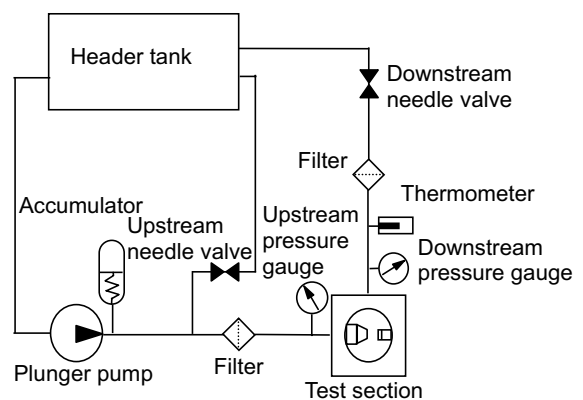 Header tank
Downstream
needle valve
Filter
Thermometer
Accumulator
Upstream
needle valve
Upstream
pressure
gauge
Downstream
pressure gauge
Plunger pump
Filter
Test section